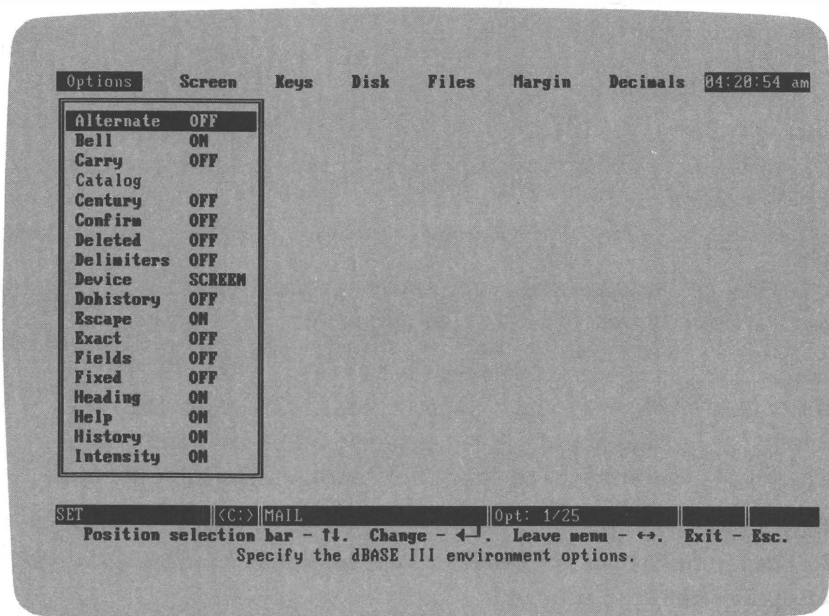 Options Screen Keys Disk Files Margin Decimals 04:20:54 am
Alternate OFF
Bell ON
Carry OFF
Catalog
Century OFF
Confirm OFF
Deleted OFF
Delimiters OFF
Device SCREEN
Dohistory OFF
Escape ON
Exact OFF
Fields OFF
Fixed OFF
Heading ON
Help ON
History ON
Intensity ON
SET <C:> MAIL Opt: 1/25
Position selection bar - ↑↓. Change - ←┘. Leave menu - ↔. Exit - Esc.
Specify the dBASE III environment options.